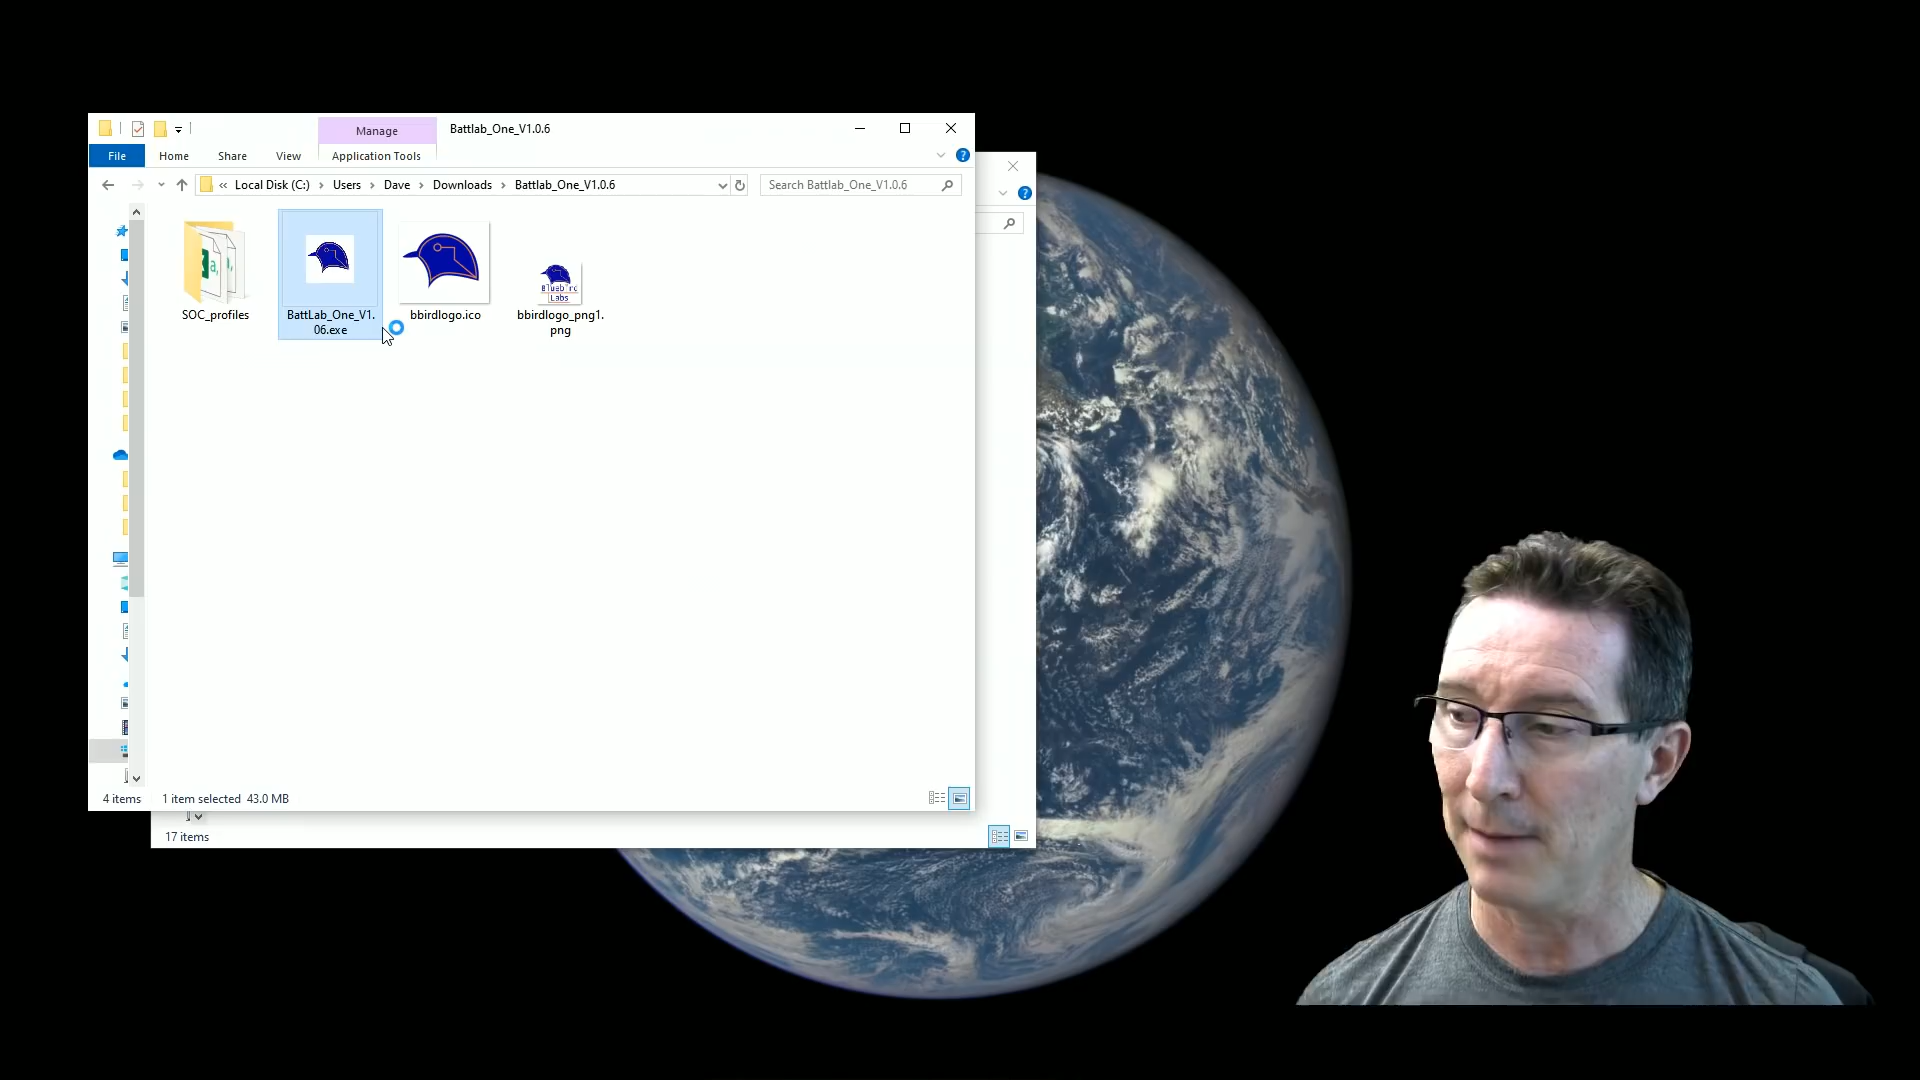 Manage
Battlab_One_V1.0.6
File
Home
Share
View
Application Tools
?
« Local Disk (C:) > Users > Dave > Downloads > Battlab_One_V1.0.6
Search Battlab_One_V1.0.6
?
a,
SOC_profiles
BattLab_One_V1.
06.exe
bbirdlogo.ico
Bluebird
Labs
bbirdlogo_png1.
png
4 items
1 item selected 43.0 MB
17 items